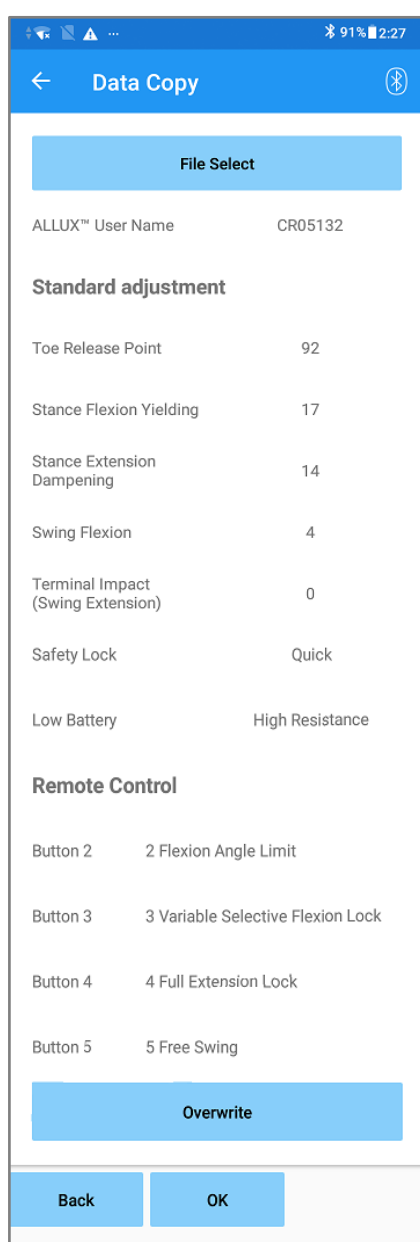 91% 2:27
Data Copy
File Select
ALLUX™ User Name CR05132
Standard adjustment
Toe Release Point 92
Stance Flexion Yielding 17
Stance Extension
Dampening 14
Swing Flexion 4
Terminal Impact
(Swing Extension) 0
Safety Lock Quick
Low Battery High Resistance
Remote Control
Button 2 2 Flexion Angle Limit
Button 3 3 Variable Selective Flexion Lock
Button 4 4 Full Extension Lock
Button 5 5 Free Swing
Overwrite
Back OK